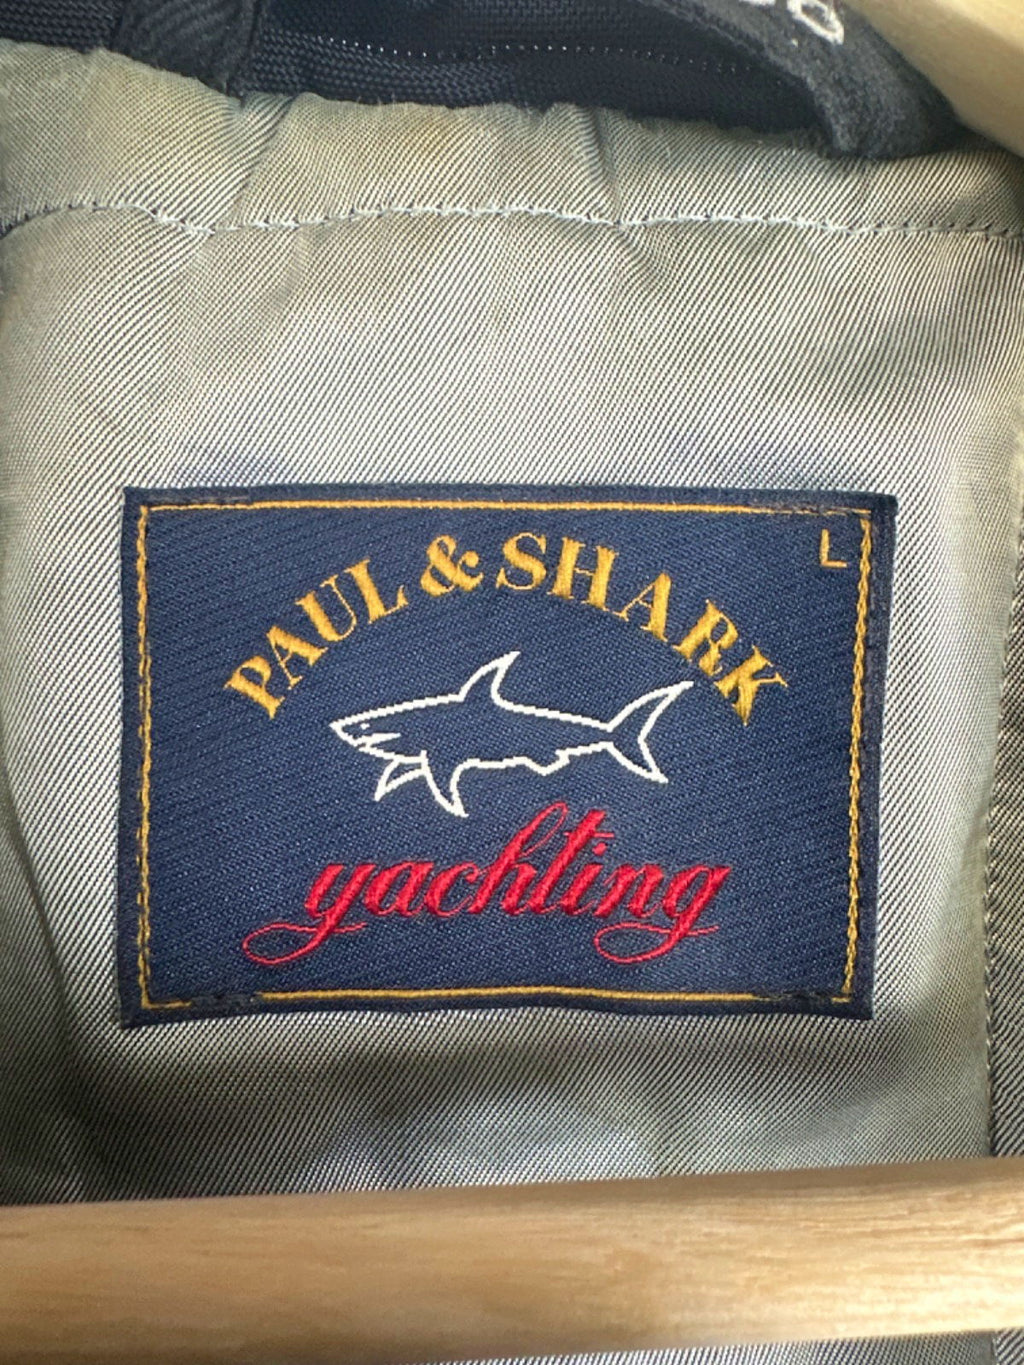 L
PAUL & SHARK
yachting